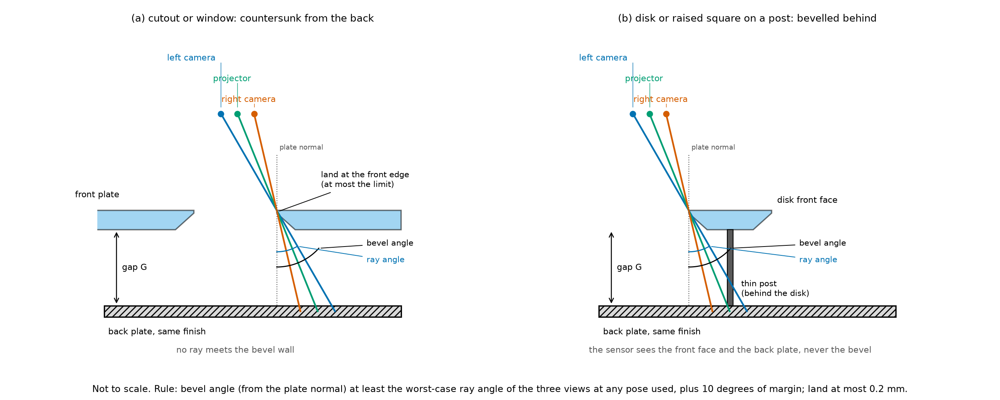 (a) cutout or window: countersunk from the back
left camera
projector
right camera
plate normal
land at the front edge
(at most the limit)
front plate
bevel angle
ray angle
gap G
back plate, same finish
no ray meets the bevel wall
(b) disk or raised square on a post: bevelled behind
left camera
projector
right camera
plate normal
disk front face
bevel angle
ray angle
gap G
thin post
(behind the disk)
back plate, same finish
the sensor sees the front face and the back plate, never the bevel
Not to scale. Rule: bevel angle (from the plate normal) at least the worst-case ray angle of the three views at any pose used, plus 10 degrees of margin; land at most 0.2 mm.